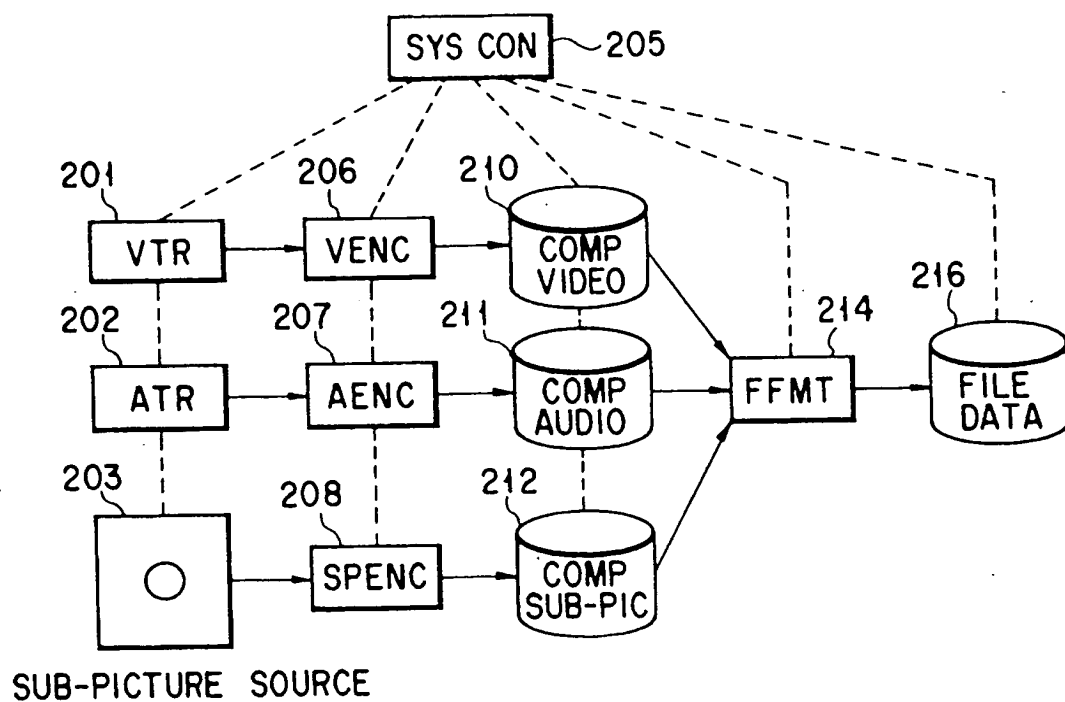 SYS CON
205
201
206
210
VTR
VENC
COMP
VIDEO
202
207
211
214
216
ATR
AENC
COMP
AUDIO
FFMT
FILE
DATA
203
208
212
SPENC
COMP
SUB-PIC
SUB-PICTURE SOURCE